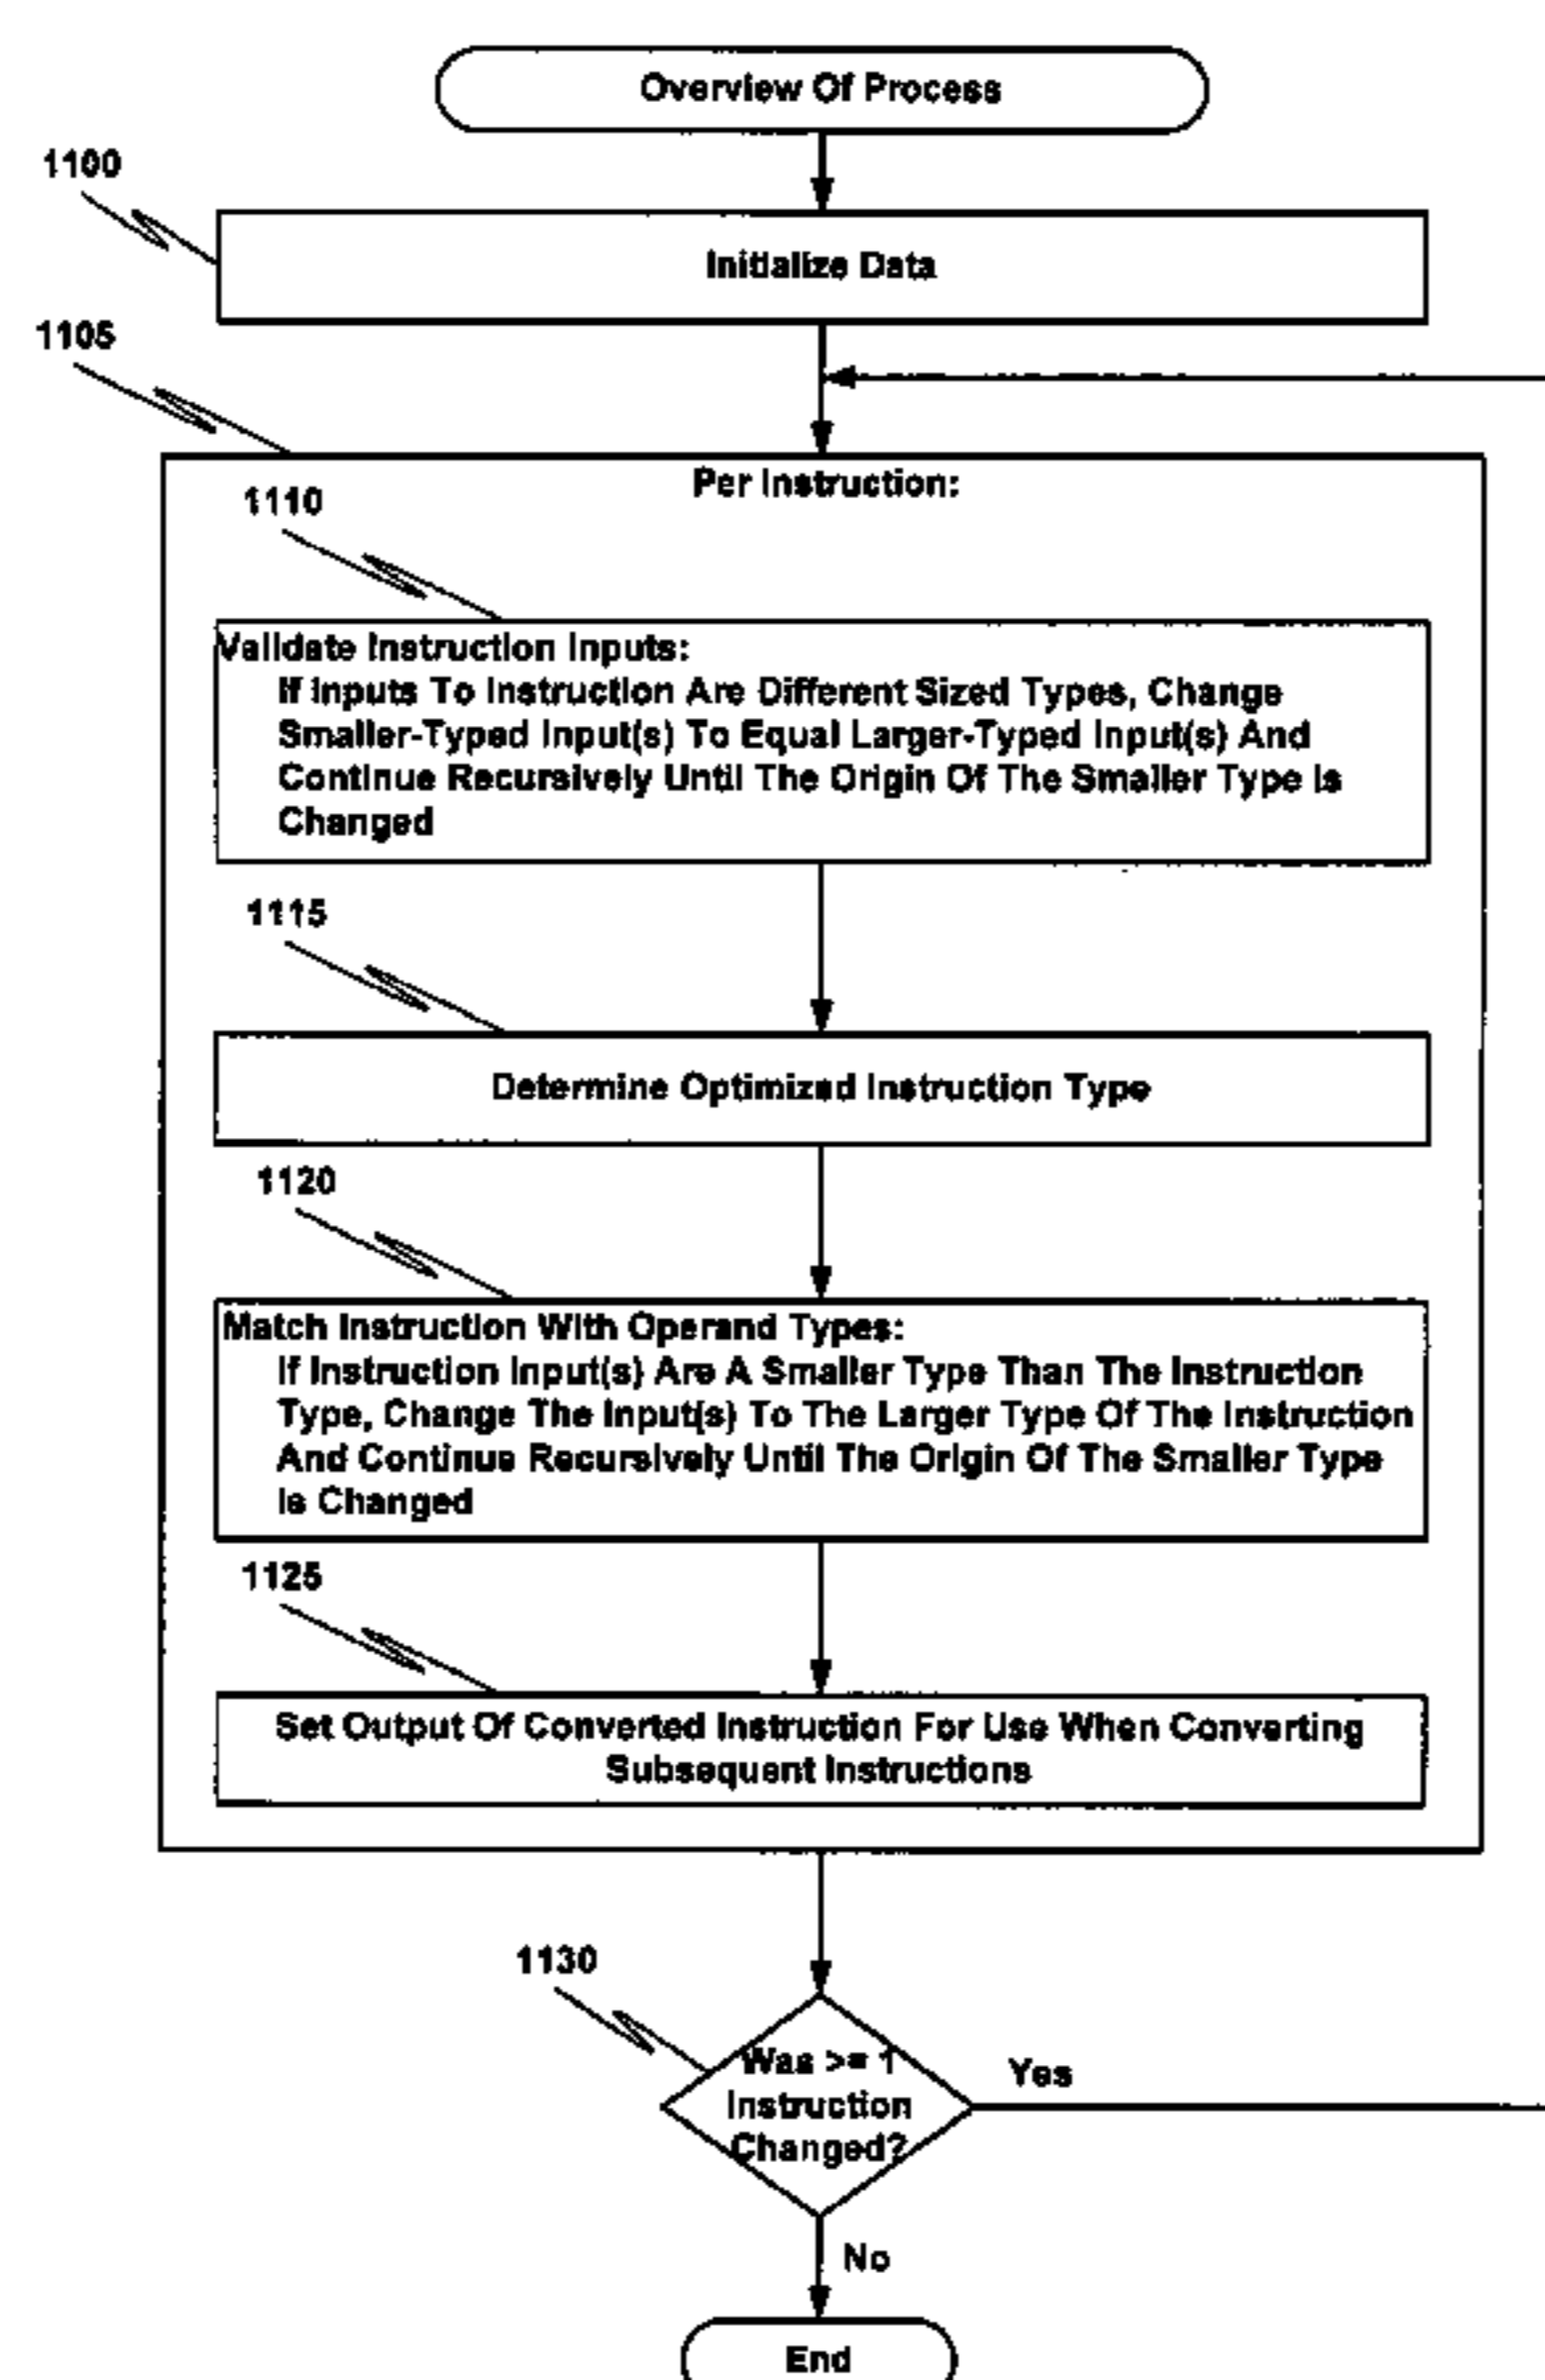 Overview Of Process
1100
Initialize Data
1105
Per Instruction:
1110
Validate Instruction Inputs:
If Inputs To Instruction Are Different Sized Types, Change
Smaller-Typed Input(s) To Equal Larger-Typed Input(s) And
Continue Recursively Until The Origin Of The Smaller Type Is
Changed
1115
Determine Optimized Instruction Type
1120
Match Instruction With Operand Types:
If Instruction Input(s) Are A Smaller Type Than The Instruction
Type, Change The Input(s) To The Larger Type Of The Instruction
And Continue Recursively Until The Origin Of The Smaller Type
Is Changed
1125
Set Output Of Converted Instruction For Use When Converting
Subsequent Instructions
1130
Was >= 1
Instruction
Changed?
Yes
No
End